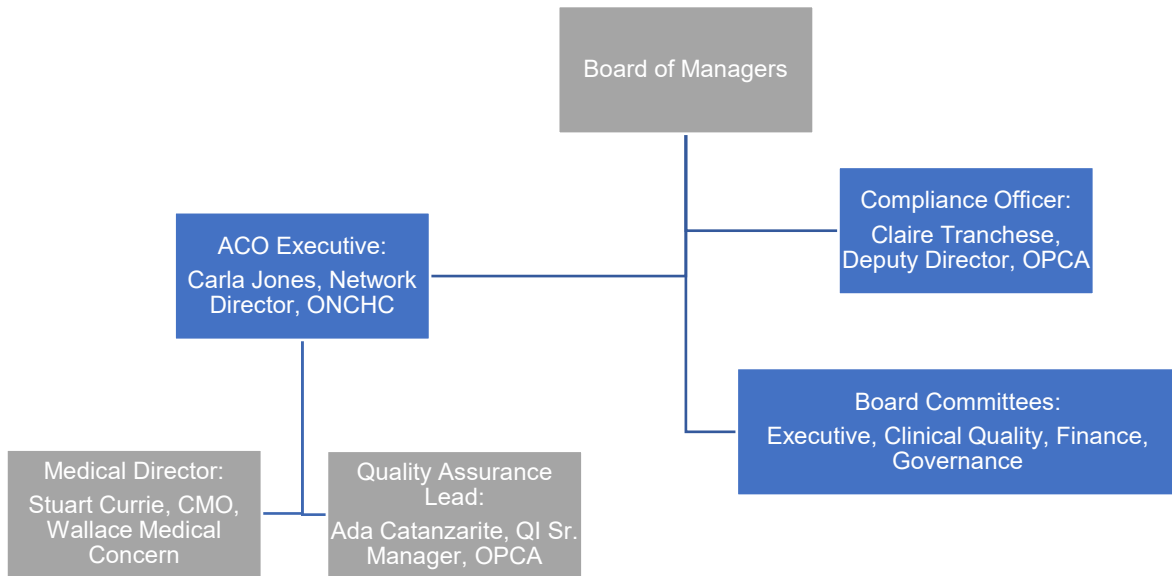 Board of Managers
Compliance Officer:
Claire Tranchese,
Deputy Director, OPCA
ACO Executive:
Carla Jones, Network
Director, ONCHC
Board Committees:
Executive, Clinical Quality, Finance,
Governance
Medical Director:
Stuart Currie, CMO,
Wallace Medical
Concern
Quality Assurance
Lead:
Ada Catanzarite, QI Sr.
Manager, OPCA